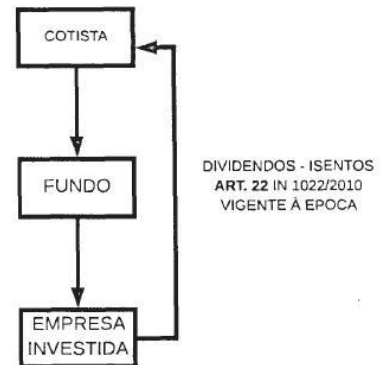 COTISTA
FUNDO
DIVIDENDOS - ISENTOS
ART. 22 IN 1022/2010
VIGENTE À EPOCA
EMPRESA
INVESTIDA